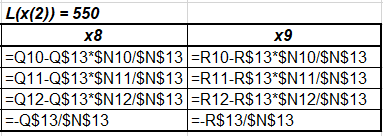 L(x(2)) = 550
x8 x9
=Q10-Q$13*$N10/$N$13 =R10-R$13*$N10/$N$13
=Q11-Q$13*$N11/$N$13 =R11-R$13*$N11/$N$13
=Q12-Q$13*$N12/$N$13 =R12-R$13*$N12/$N$13
=-Q$13/$N$13 =-R$13/$N$13